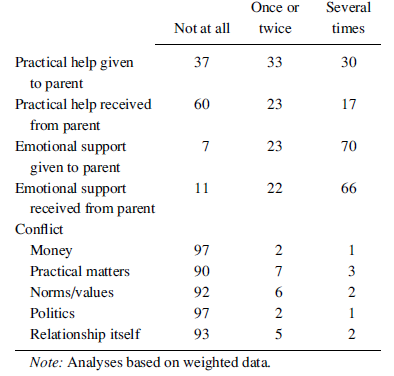 Once or Several
Not at all twice times
Practical help given 37 33 30
to parent
Practical help received 60 23 17
from parent
Emotional support 7 23 70
given to parent
Emotional support 11 22 66
received from parent
Conflict
Money 97 2 1
Practical matters 90 7 3
Norms/values 92 6 2
Politics 97 2 1
Relationship itself 93 5 2
Note: Analyses based on weighted data.